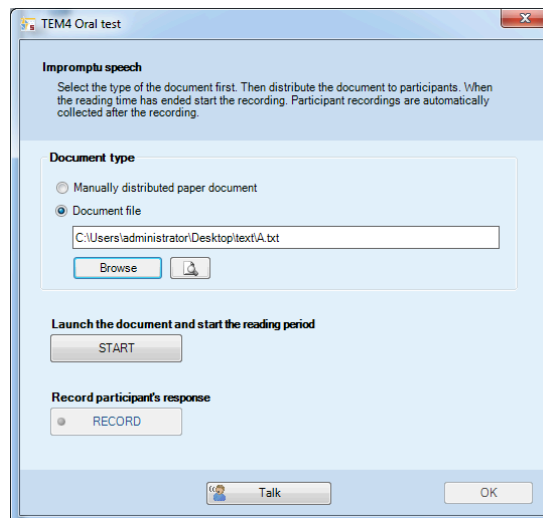 TEM4 Oral test
Impromptu speech
Select the type of the document first. Then distribute the document to participants. When
the reading time has ended start the recording. Participant recordings are automatically
collected after the recording.
Document type
Manually distributed paper document
Document file
C:\Users\administrator\Desktop\text\A.txt
Browse
Launch the document and start the reading period
START
Record participant's response
RECORD
Talk
OK